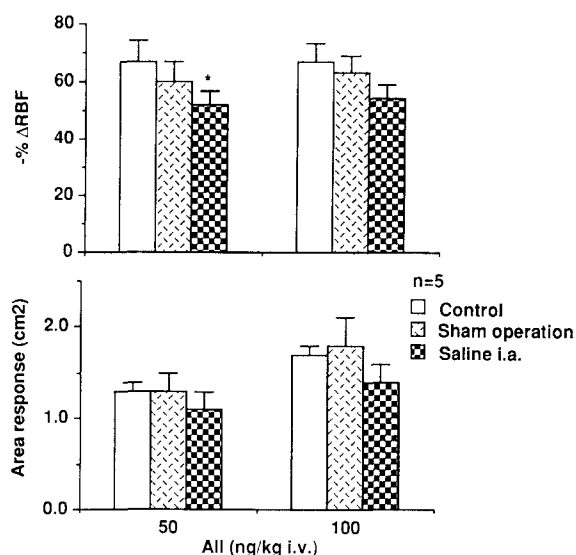 80
60
40
20
0
-% ΔRBF
*
n=5
Control
Sham operation
Saline i.a.
2.0
1.0
0.0
Area response (cm2)
50
100
AII (ng/kg i.v.)